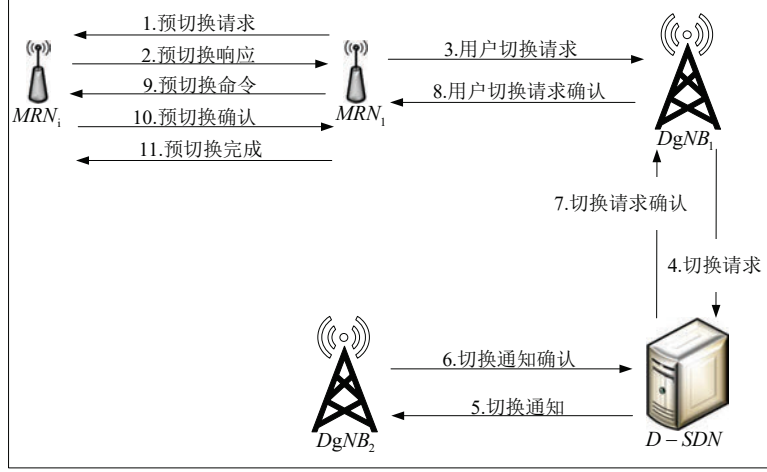 1.预切换请求
2.预切换响应
3.用户切换请求
9.预切换命令
8.用户切换请求确认
MRNi
10.预切换确认
MRN1
11.预切换完成
DgNB1
7.切换请求确认
4.切换请求
6.切换通知确认
5.切换通知
DgNB2
D－SDN